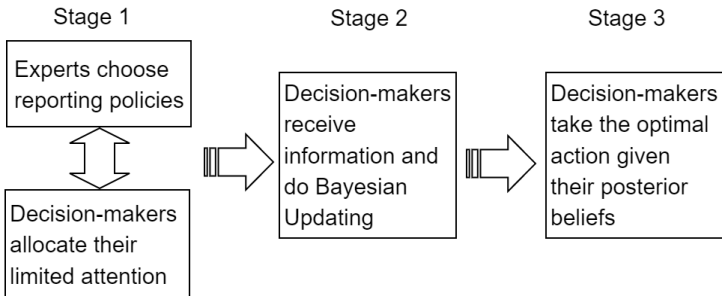 Stage 1
Experts choose
reporting policies
Decision-makers
allocate their
limited attention
Stage 2
Decision-makers
receive
information and
do Bayesian
Updating
Stage 3
Decision-makers
take the optimal
action given
their posterior
beliefs